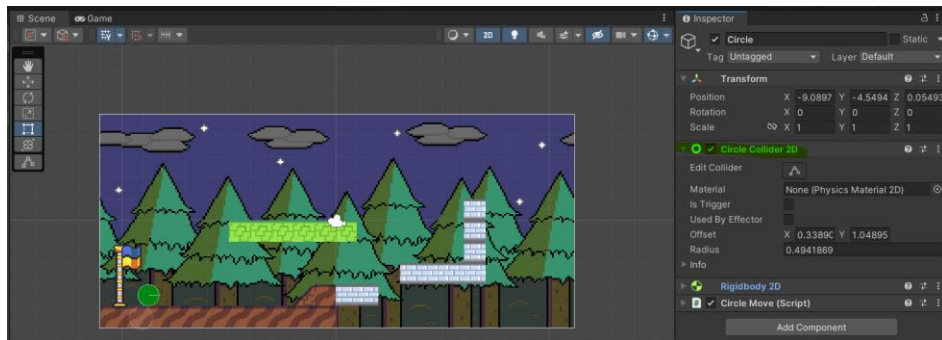 Scene Game
2D
Inspector
Circle Static
Tag Untagged Layer Default
Transform
Position X -9.0897 Y -4.5494 Z 0.05493
Rotation X 0 Y 0 Z 0
Scale X 1 Y 1 Z 1
Circle Collider 2D
Edit Collider
Material None (Physics Material 2D)
Is Trigger
Used By Effector
Offset X 0.3389C Y 1.04895
Radius 0.4941869
Info
Rigidbody 2D
Circle Move (Script)
Add Component